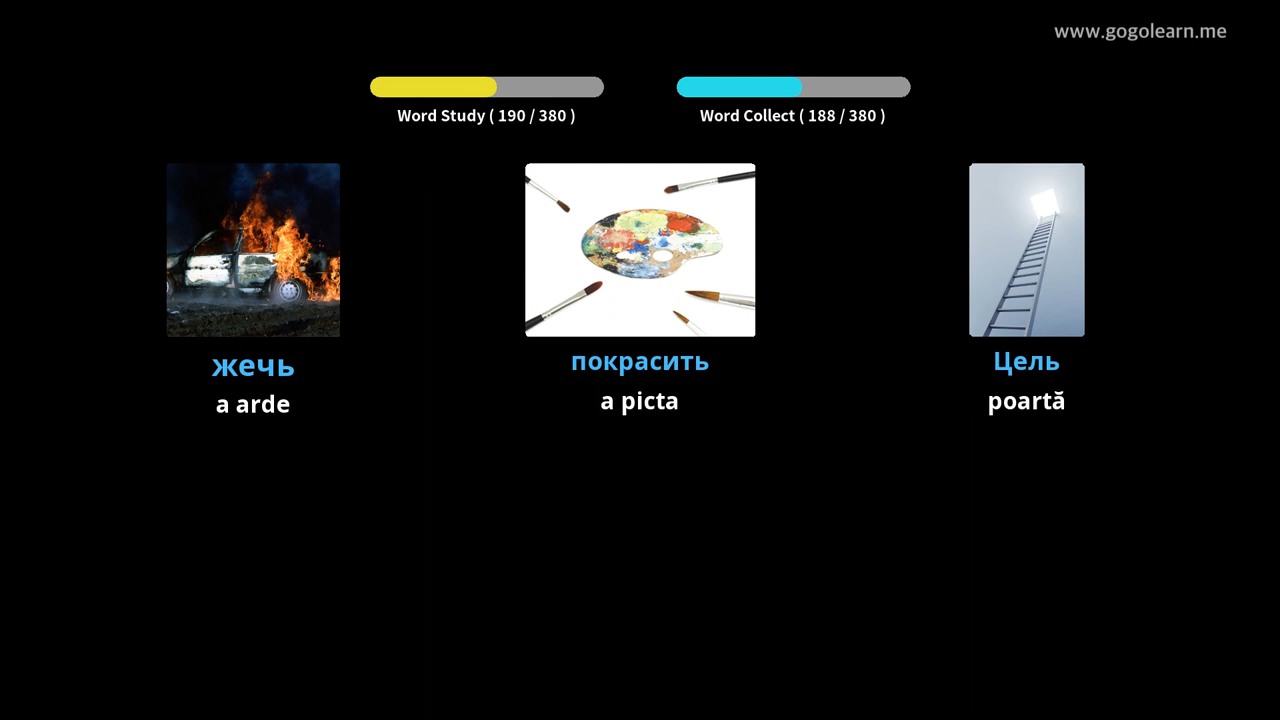 www.gogolearn.me
Word Study ( 190 / 380 )
Word Collect ( 188 / 380 )
жечь
a arde
покрасить
a picta
Цель
poartă